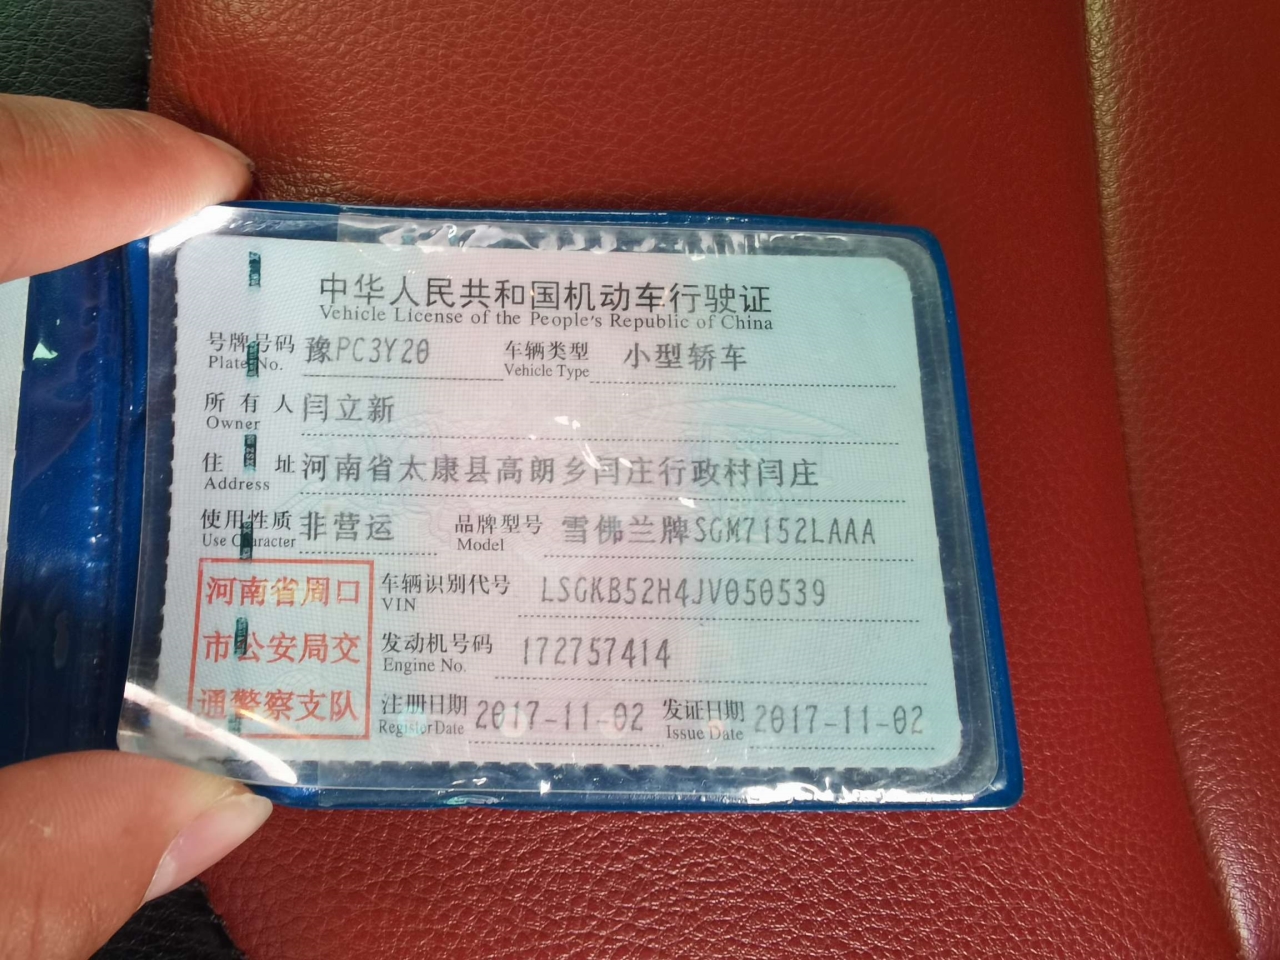 中华人民共和国机动车行驶证
Vehicle License of the People's Republic of China
号牌号码 豫PC3Y20 车辆类型 小型轿车
Plate No. Vehicle Type
所有人 闫立新
Owner
住址 河南省太康县高朗乡闫庄行政村闫庄
Address
使用性质 非营运 品牌型号 雪佛兰牌SGM7152LAAA
Use Character Model
河南省周口 车辆识别代号 LSGKB52H4JV050539
VIN
市公安局交 发动机号码 172757414
Engine No.
通警察支队 注册日期 2017-11-02 发证日期 2017-11-02
Register Date Issue Date